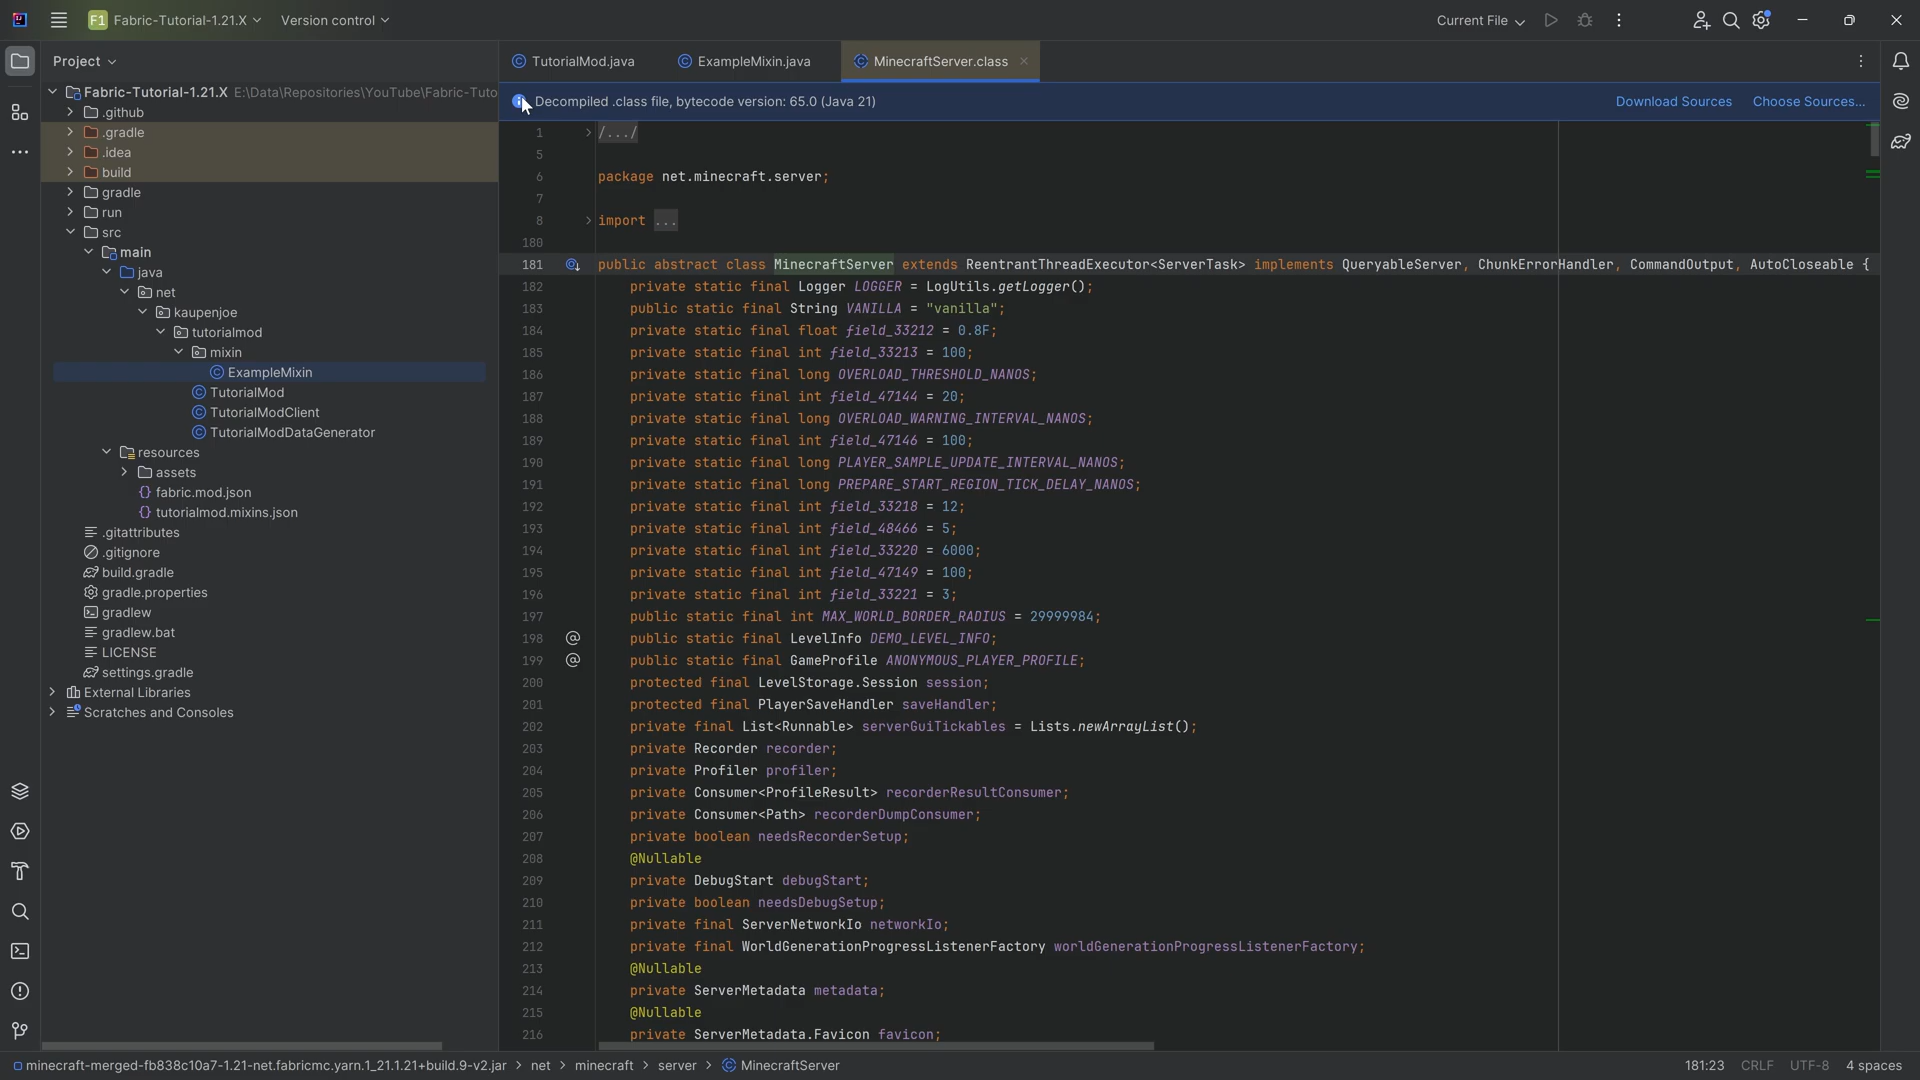 F1 Fabric-Tutorial-1.21.X Version control Current File
Project
Fabric-Tutorial-1.21.X E:\Data\Repositories\YouTube\Fabric-Tuto
.github
.gradle
.idea
build
gradle
run
src
main
java
net
kaupenjoe
tutorialmod
mixin
ExampleMixin
TutorialMod
TutorialModClient
TutorialModDataGenerator
resources
assets
fabric.mod.json
tutorialmod.mixins.json
.gitattributes
.gitignore
build.gradle
gradle.properties
gradlew
gradlew.bat
LICENSE
settings.gradle
External Libraries
Scratches and Consoles
TutorialMod.java ExampleMixin.java MinecraftServer.class
Decompiled .class file, bytecode version: 65.0 (Java 21) Download Sources Choose Sources...
1 /.../
5
6 package net.minecraft.server;
7
8 import ...
180
181 public abstract class MinecraftServer extends ReentrantThreadExecutor<ServerTask> implements QueryableServer, ChunkErrorHandler, CommandOutput, AutoCloseable {
182 private static final Logger LOGGER = LogUtils.getLogger();
183 public static final String VANILLA = "vanilla";
184 private static final float field_33212 = 0.8F;
185 private static final int field_33213 = 100;
186 private static final long OVERLOAD_THRESHOLD_NANOS;
187 private static final int field_47144 = 20;
188 private static final long OVERLOAD_WARNING_INTERVAL_NANOS;
189 private static final int field_47146 = 100;
190 private static final long PLAYER_SAMPLE_UPDATE_INTERVAL_NANOS;
191 private static final long PREPARE_START_REGION_TICK_DELAY_NANOS;
192 private static final int field_33218 = 12;
193 private static final int field_48466 = 5;
194 private static final int field_33220 = 6000;
195 private static final int field_47149 = 100;
196 private static final int field_33221 = 3;
197 public static final int MAX_WORLD_BORDER_RADIUS = 29999984;
198 @ public static final LevelInfo DEMO_LEVEL_INFO;
199 @ public static final GameProfile ANONYMOUS_PLAYER_PROFILE;
200 protected final LevelStorage.Session session;
201 protected final PlayerSaveHandler saveHandler;
202 private final List<Runnable> serverGuiTickables = Lists.newArrayList();
203 private Recorder recorder;
204 private Profiler profiler;
205 private Consumer<ProfileResult> recorderResultConsumer;
206 private Consumer<Path> recorderDumpConsumer;
207 private boolean needsRecorderSetup;
208 @Nullable
209 private DebugStart debugStart;
210 private boolean needsDebugSetup;
211 private final ServerNetworkIo networkIo;
212 private final WorldGenerationProgressListenerFactory worldGenerationProgressListenerFactory;
213 @Nullable
214 private ServerMetadata metadata;
215 @Nullable
216 private ServerMetadata.Favicon favicon;
minecraft-merged-fb838c10a7-1.21-net.fabricmc.yarn.1_21.1.21+build.9-v2.jar > net > minecraft > server > MinecraftServer 181:23 CRLF UTF-8 4 spaces